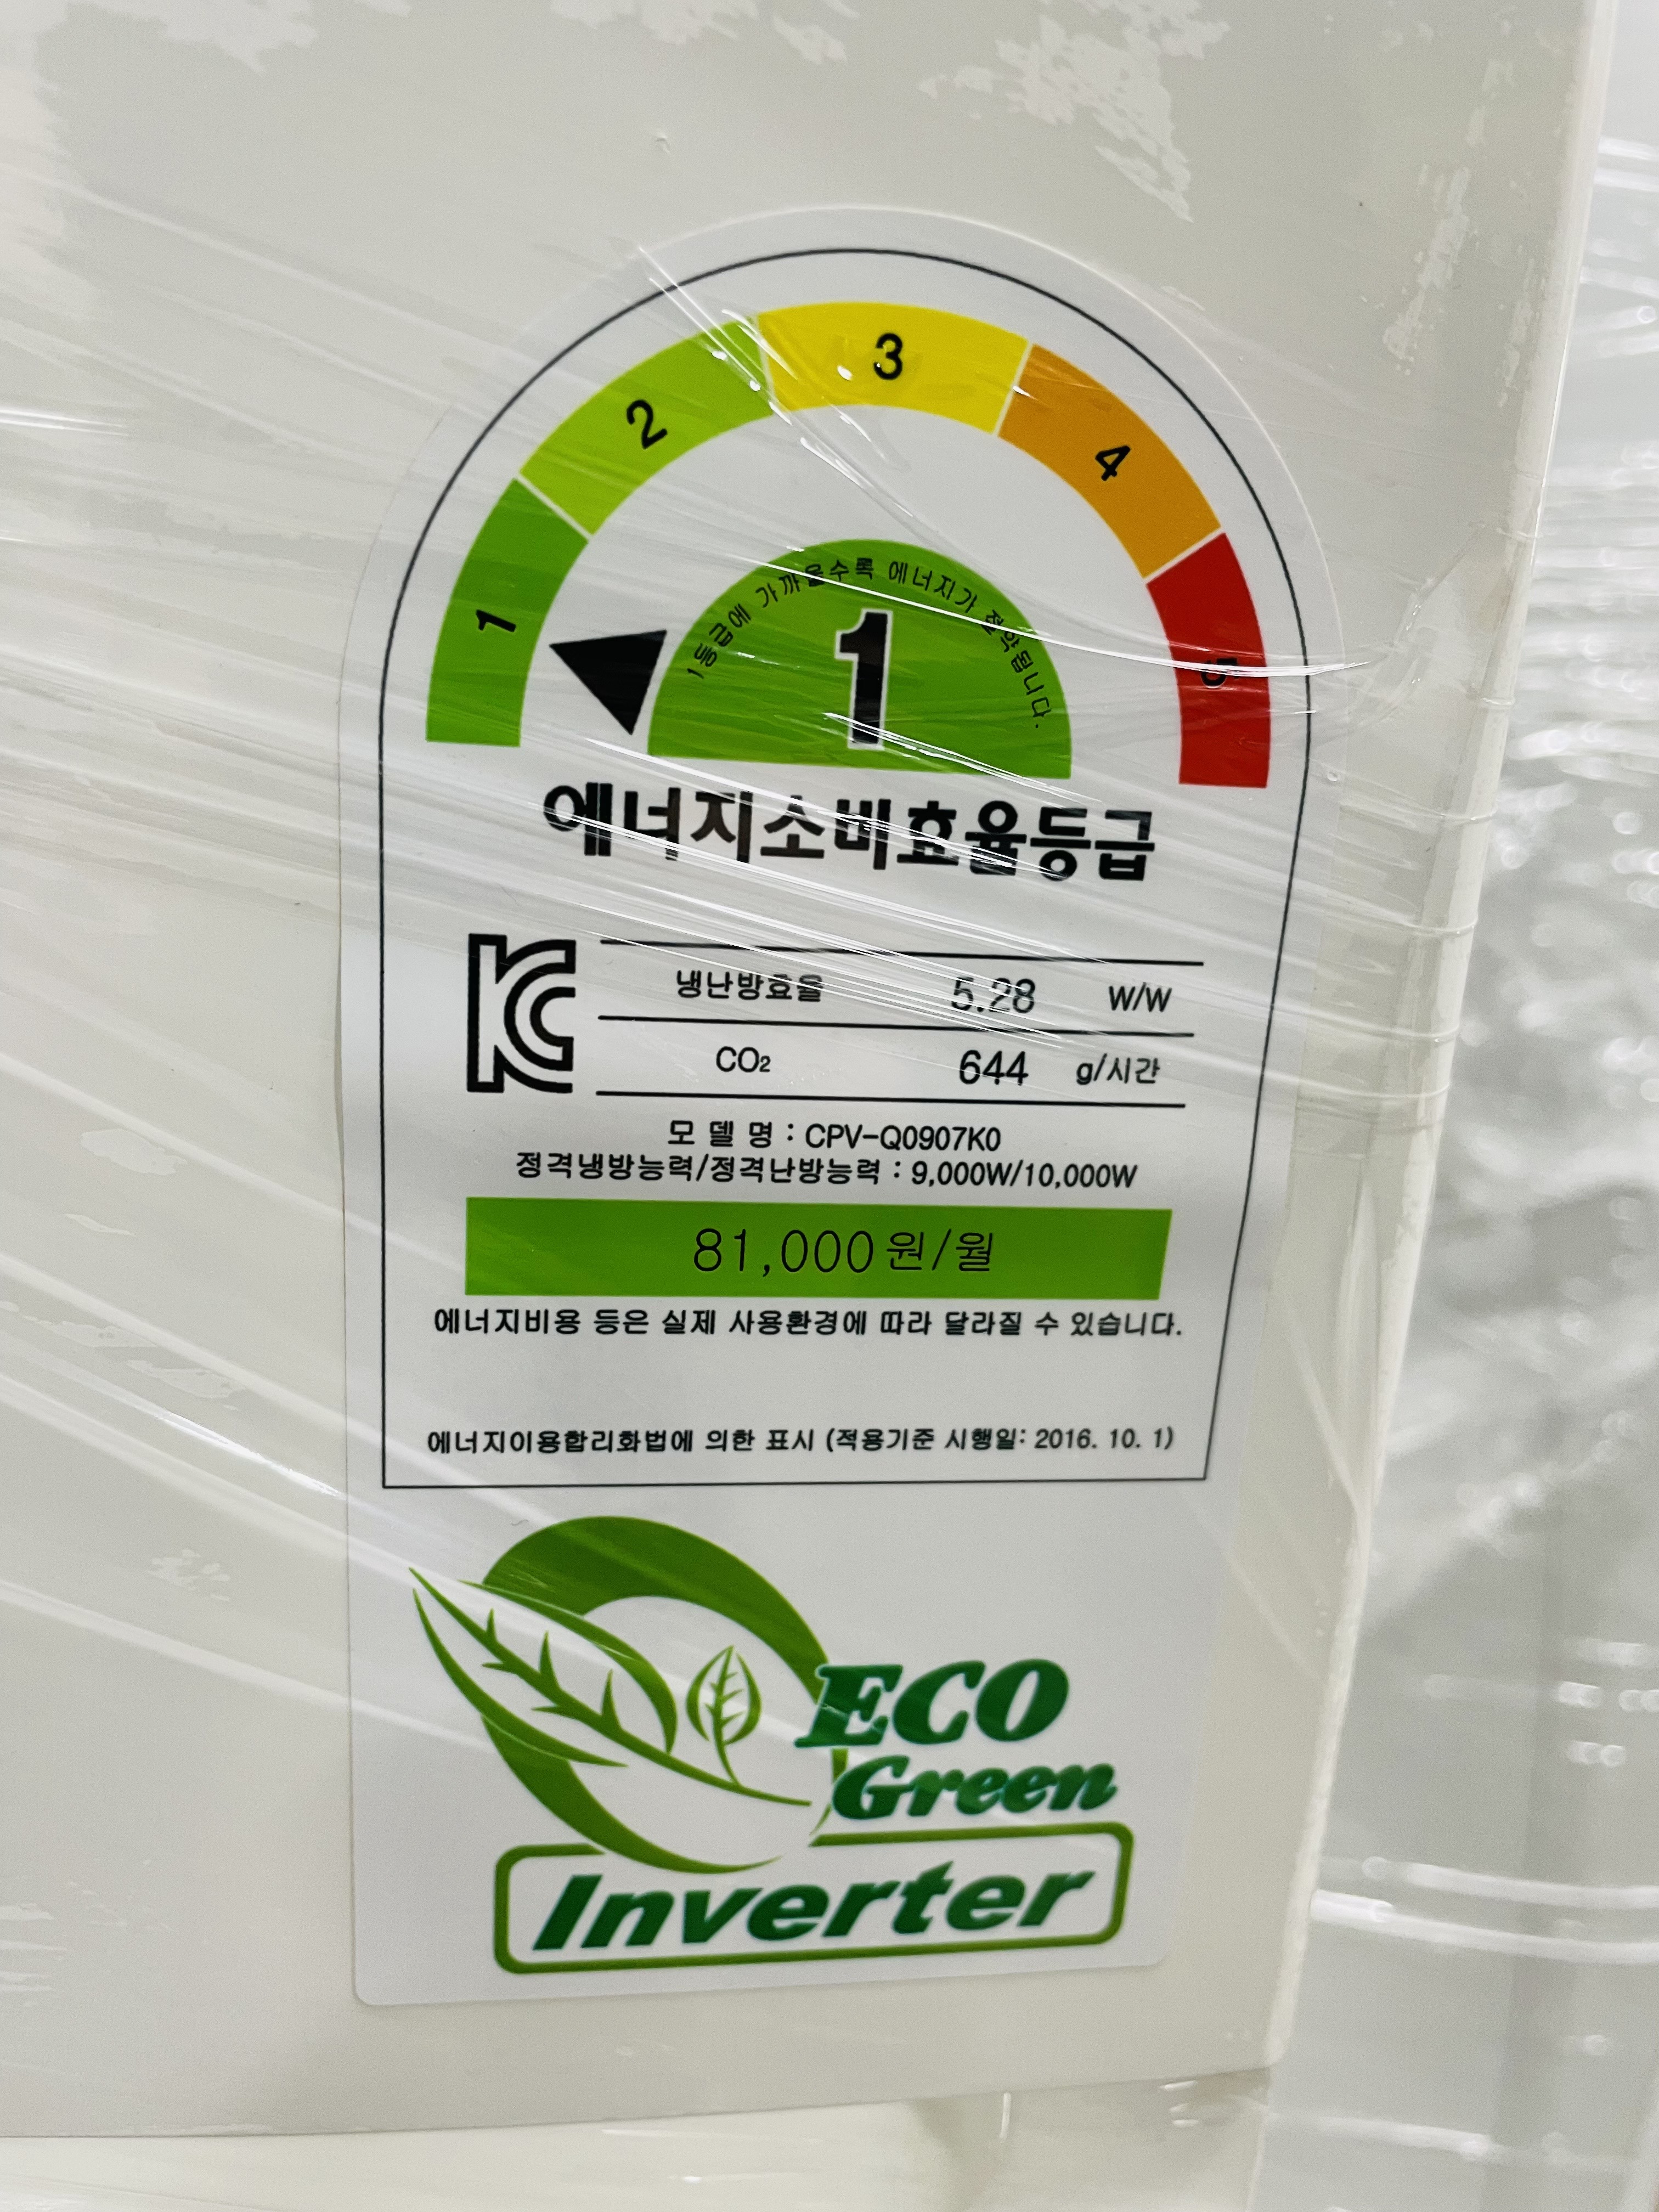 1
2
3
4
5
1등급에 가까울수록 에너지가 절약됩니다.
1
에너지소비효율등급
냉난방효율 5.28 W/W
CO₂ 644 g/시간
모 델 명 : CPV-Q0907K0
정격냉방능력/정격난방능력 : 9,000W/10,000W
81,000원/월
에너지비용 등은 실제 사용환경에 따라 달라질 수 있습니다.
에너지이용합리화법에 의한 표시 (적용기준 시행일: 2016. 10. 1)
ECO
Green
Inverter